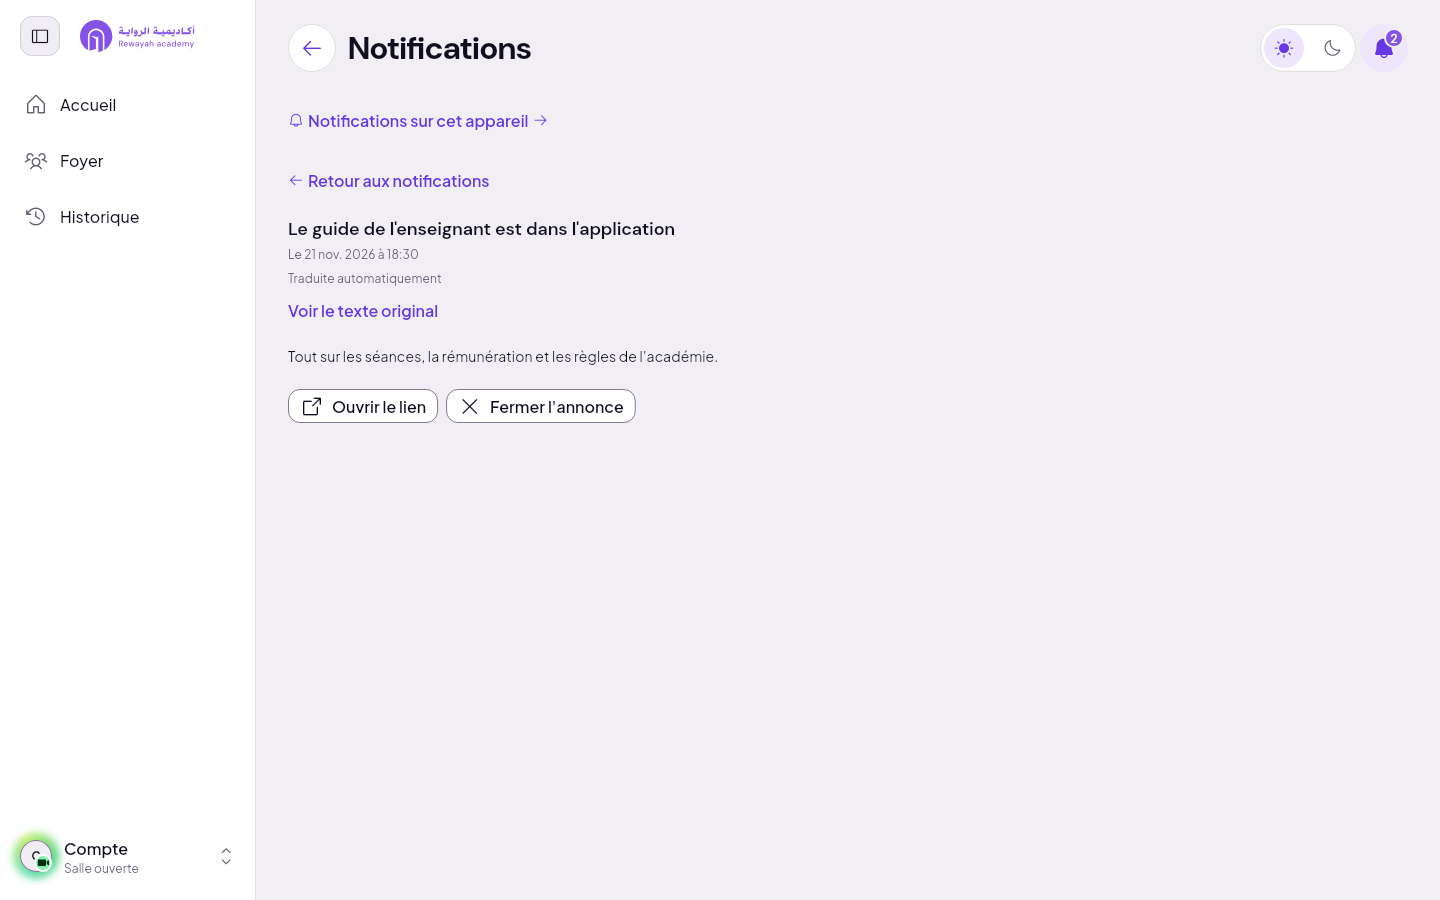 أكاديمية الرواية
Rewayah academy
Accueil
Foyer
Historique
Compte
Salle ouverte
Notifications
2
Notifications sur cet appareil
Retour aux notifications
Le guide de l'enseignant est dans l'application
Le 21 nov. 2026 à 18:30
Traduite automatiquement
Voir le texte original
Tout sur les séances, la rémunération et les règles de l'académie.
Ouvrir le lien
Fermer l'annonce